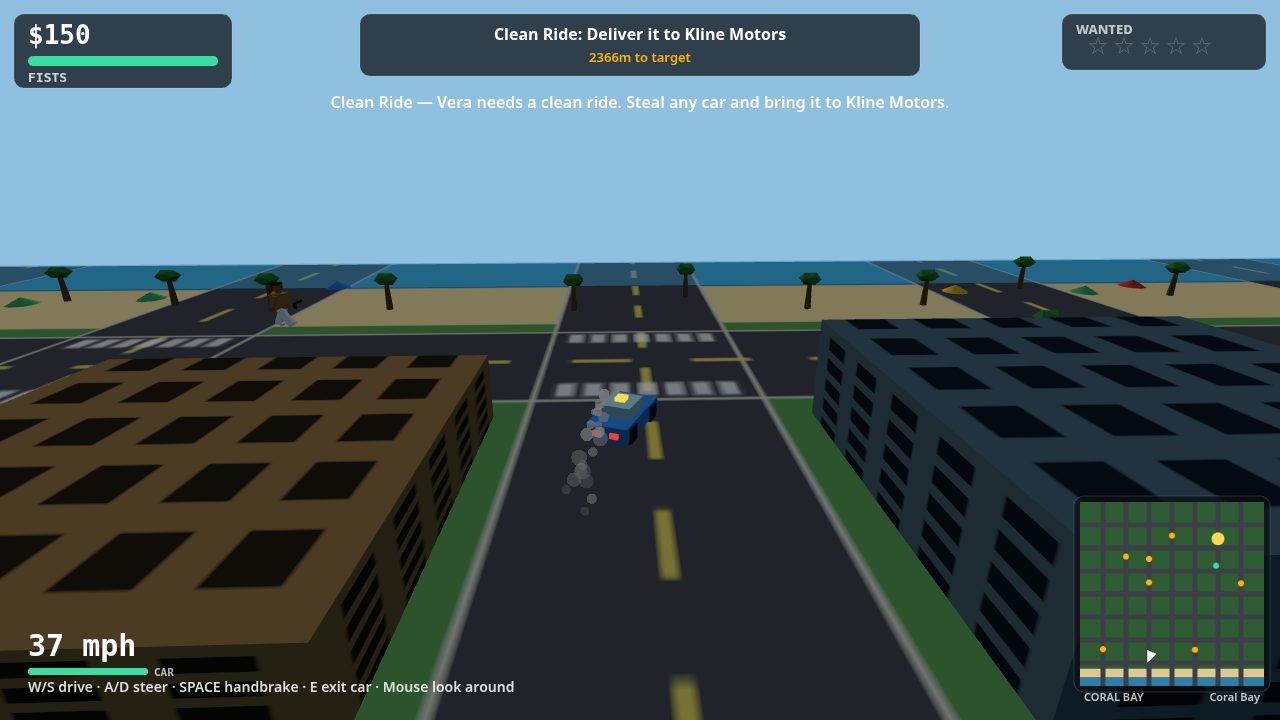 $150
FISTS
Clean Ride: Deliver it to Kline Motors
2366m to target
WANTED
Clean Ride — Vera needs a clean ride. Steal any car and bring it to Kline Motors.
37 mph
CAR
W/S drive · A/D steer · SPACE handbrake · E exit car · Mouse look around
CORAL BAY
Coral Bay